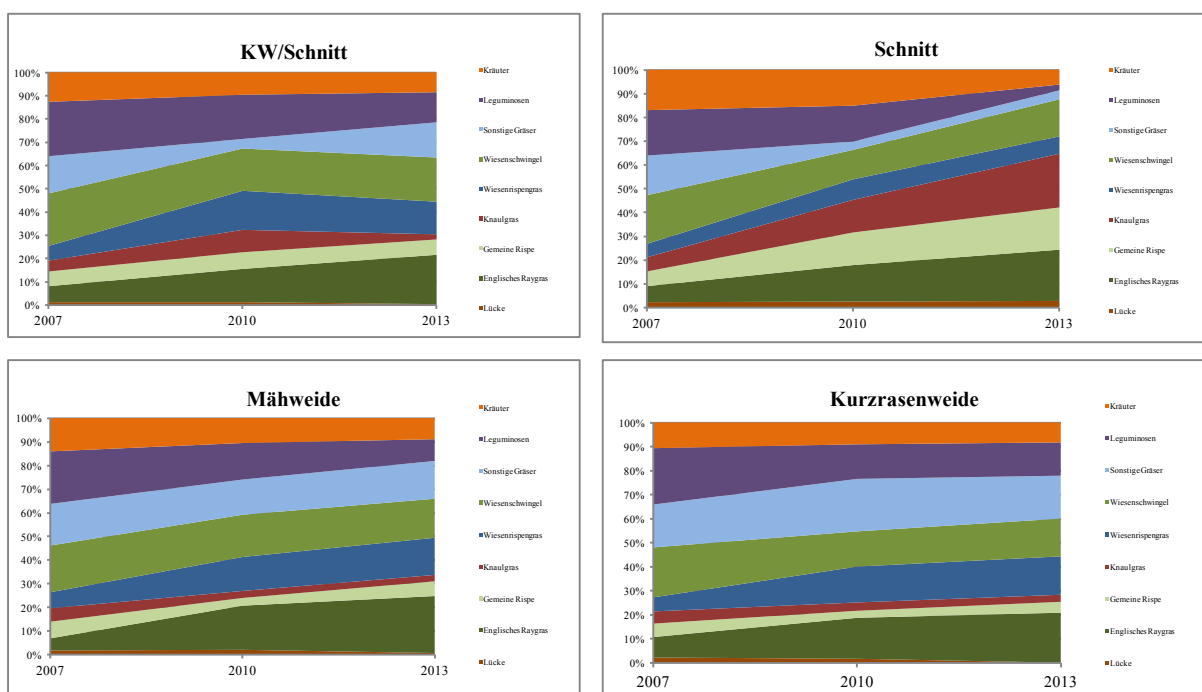 KW/Schnitt
100%
90%
80%
70%
60%
50%
40%
30%
20%
10%
0%
2007
2010
2013
Kräuter
Leguminosen
Sonstige Gräser
Wiesenschwingel
Wiesenrispengras
Knaulgras
Gemeine Rispe
Englisches Raygras
Lücke
Schnitt
100%
90%
80%
70%
60%
50%
40%
30%
20%
10%
0%
2007
2010
2013
Kräuter
Leguminosen
Sonstige Gräser
Wiesenschwingel
Wiesenrispengras
Knaulgras
Gemeine Rispe
Englisches Raygras
Lücke
Mähweide
100%
90%
80%
70%
60%
50%
40%
30%
20%
10%
0%
2007
2010
2013
Kräuter
Leguminosen
Sonstige Gräser
Wiesenschwingel
Wiesenrispengras
Knaulgras
Gemeine Rispe
Englisches Raygras
Lücke
Kurzrasenweide
100%
90%
80%
70%
60%
50%
40%
30%
20%
10%
0%
2007
2010
2013
Kräuter
Leguminosen
Sonstige Gräser
Wiesenschwingel
Wiesenrispengras
Knaulgras
Gemeine Rispe
Englisches Raygras
Lücke